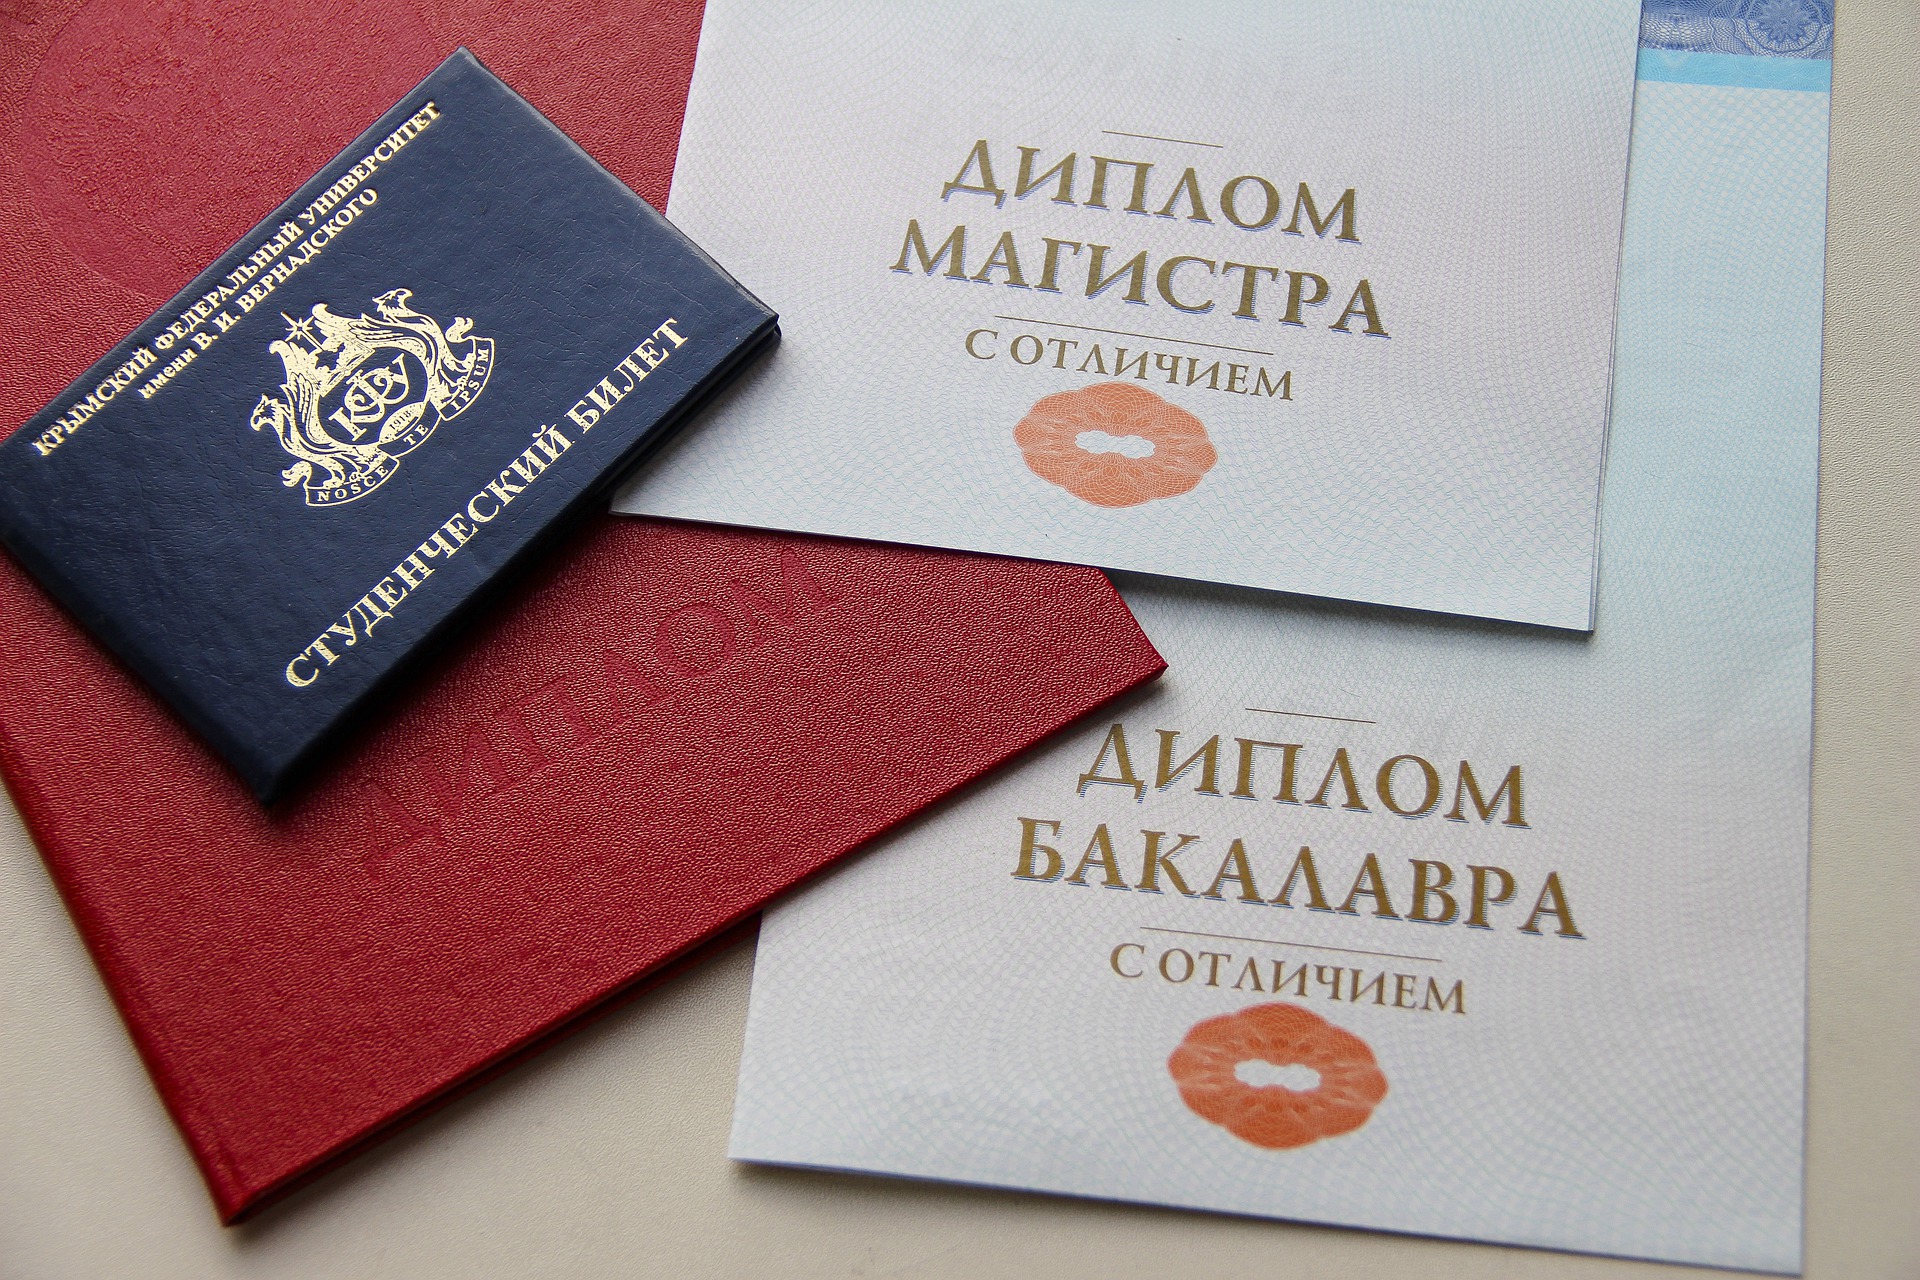 КРЫМСКИЙ ФЕДЕРАЛЬНЫЙ УНИВЕРСИТЕТ
имени В. И. ВЕРНАДСКОГО
КФУ
1918
NOSCE TE IPSUM
СТУДЕНЧЕСКИЙ БИЛЕТ
ДИПЛОМ
ДИПЛОМ
МАГИСТРА
С ОТЛИЧИЕМ
ДИПЛОМ
БАКАЛАВРА
С ОТЛИЧИЕМ